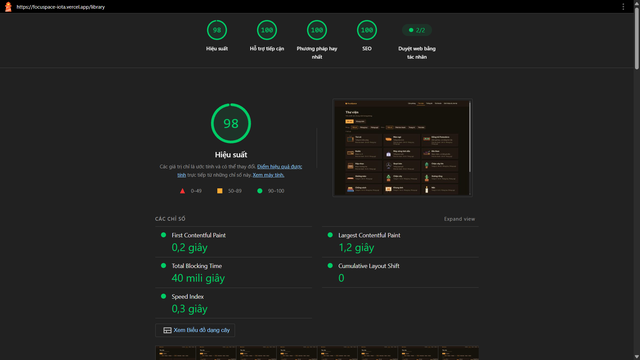 https://focuspace-iota.vercel.app/library
98
100
100
100
2/2
Hiệu suất
Hỗ trợ tiếp cận
Phương pháp hay nhất
SEO
Duyệt web bằng tác nhân
98
Hiệu suất
Các giá trị chỉ là ước tính và có thể thay đổi. Điểm hiệu quả được
tính trực tiếp từ những chỉ số này. Xem máy tính.
0–49
50–89
90–100
Thư viện
CÁC CHỈ SỐ
Expand view
First Contentful Paint
0,2 giây
Largest Contentful Paint
1,2 giây
Total Blocking Time
40 mili giây
Cumulative Layout Shift
0
Speed Index
0,3 giây
Xem Biểu đồ dạng cây